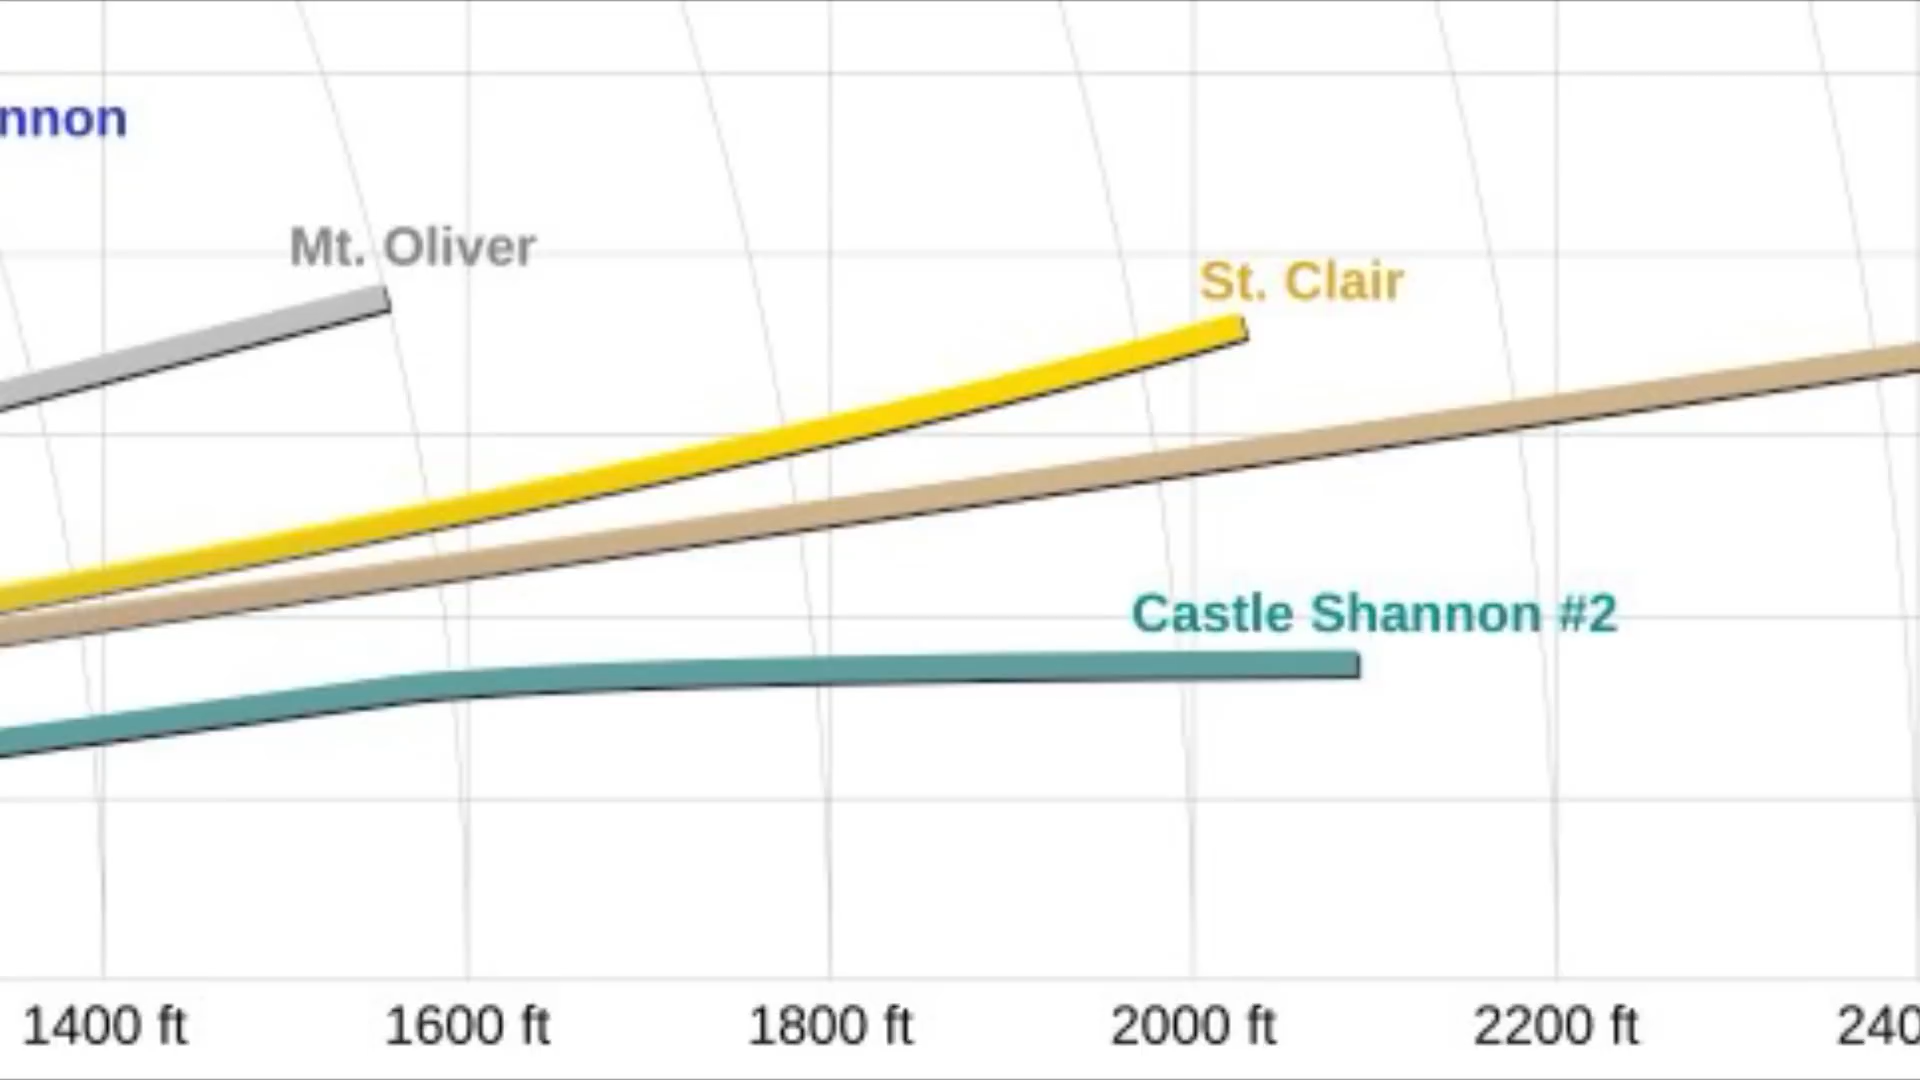 nnon
Mt. Oliver
St. Clair
Castle Shannon #2
1400 ft 1600 ft 1800 ft 2000 ft 2200 ft 240